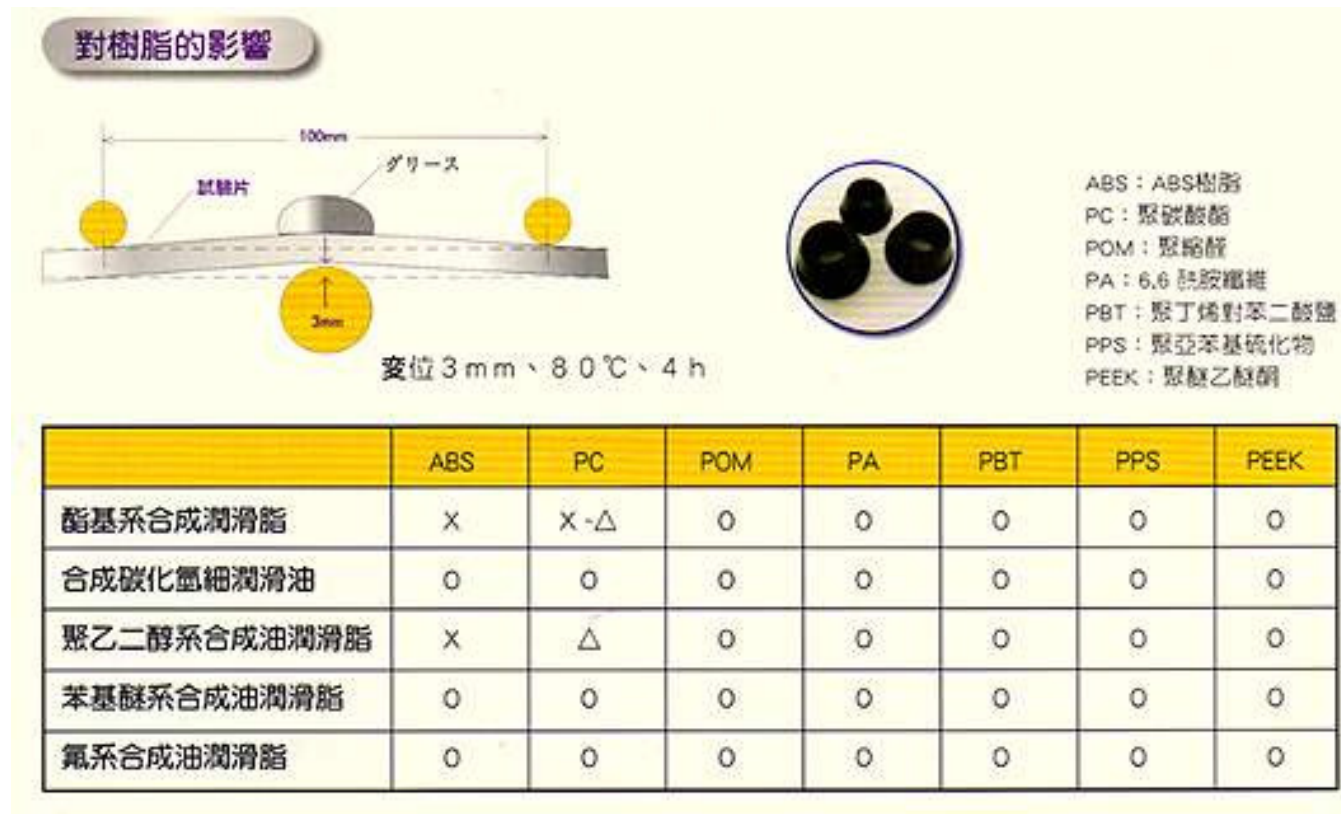 對樹脂的影響
100mm
グリース
試験片
3mm
変位3mm、80℃、4h
ABS：ABS樹脂
PC：聚碳酸酯
POM：聚縮醛
PA：6.6 酰胺纖維
PBT：聚丁烯對苯二酸鹽
PPS：聚亞苯基硫化物
PEEK：聚醚乙醚酮
ABS PC POM PA PBT PPS PEEK
酯基系合成潤滑脂 X X-△ O O O O O
合成碳化氫細潤滑油 O O O O O O O
聚乙二醇系合成油潤滑脂 X △ O O O O O
苯基醚系合成油潤滑脂 O O O O O O O
氟系合成油潤滑脂 O O O O O O O